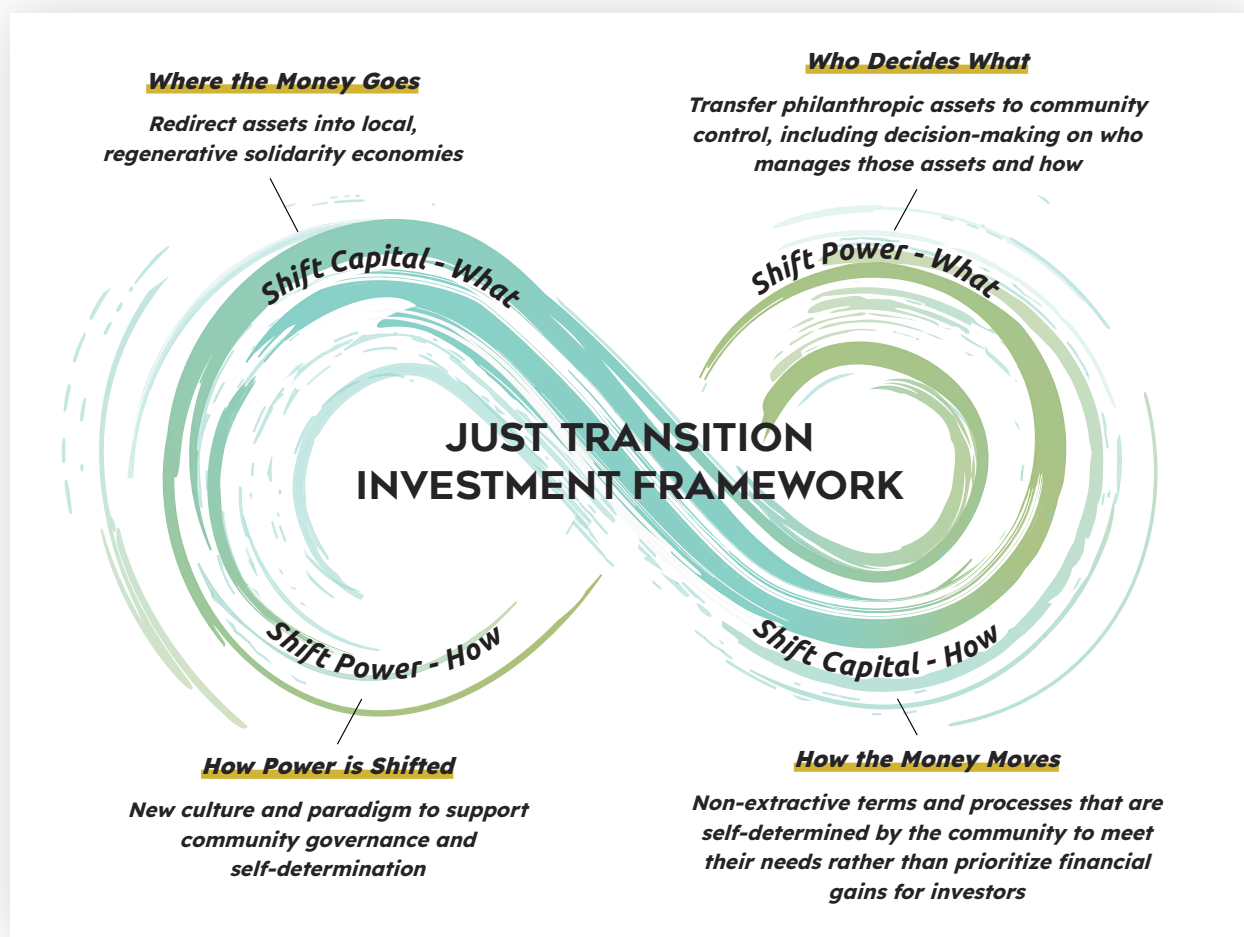 Where the Money Goes
Redirect assets into local,
regenerative solidarity economies
Who Decides What
Transfer philanthropic assets to community
control, including decision-making on who
manages those assets and how
Shift Capital - What
Shift Power - What
JUST TRANSITION
INVESTMENT FRAMEWORK
Shift Power - How
Shift Capital - How
How Power is Shifted
New culture and paradigm to support
community governance and
self-determination
How the Money Moves
Non-extractive terms and processes that are
self-determined by the community to meet
their needs rather than prioritize financial
gains for investors